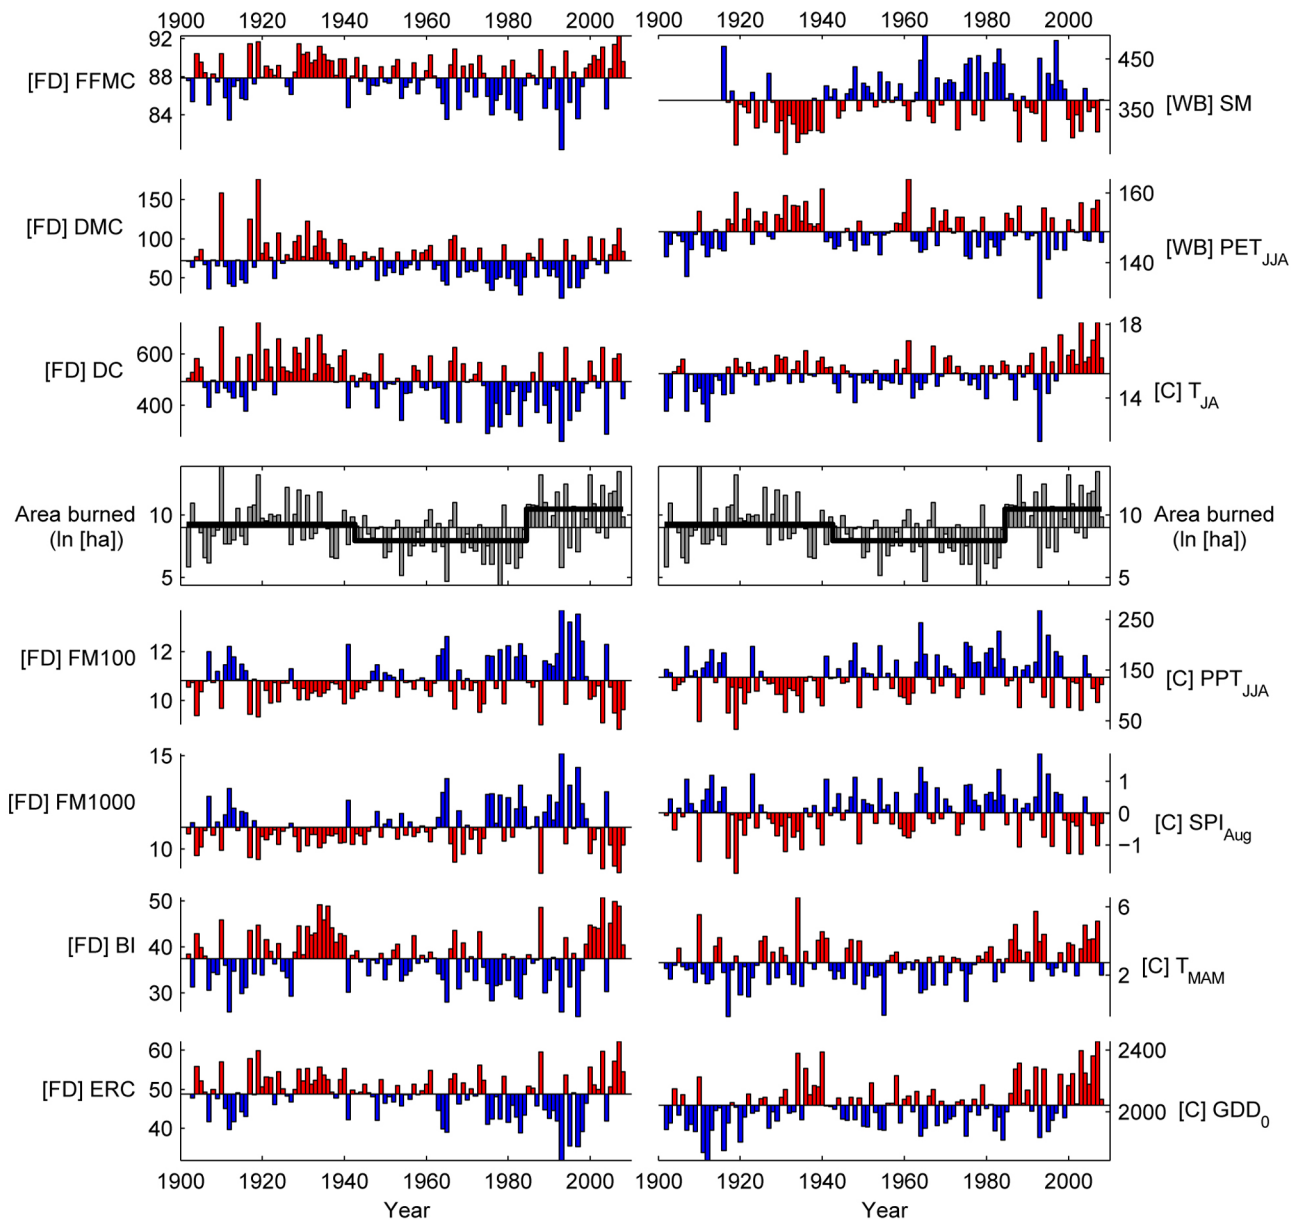 1900 1920 1940 1960 1980 2000
1900 1920 1940 1960 1980 2000
[FD] FFMC
92
88
84
450
350
[WB] SM
[FD] DMC
150
100
50
160
140
[WB] PET JJA
[FD] DC
600
400
18
14
[C] T JA
Area burned
(ln [ha])
10
5
10
5
Area burned
(ln [ha])
[FD] FM100
12
10
250
150
50
[C] PPT JJA
[FD] FM1000
15
10
1
0
−1
[C] SPI Aug
[FD] BI
50
40
30
6
2
[C] T MAM
[FD] ERC
60
50
40
2400
2000
[C] GDD 0
1900 1920 1940 1960 1980 2000
1900 1920 1940 1960 1980 2000
Year
Year